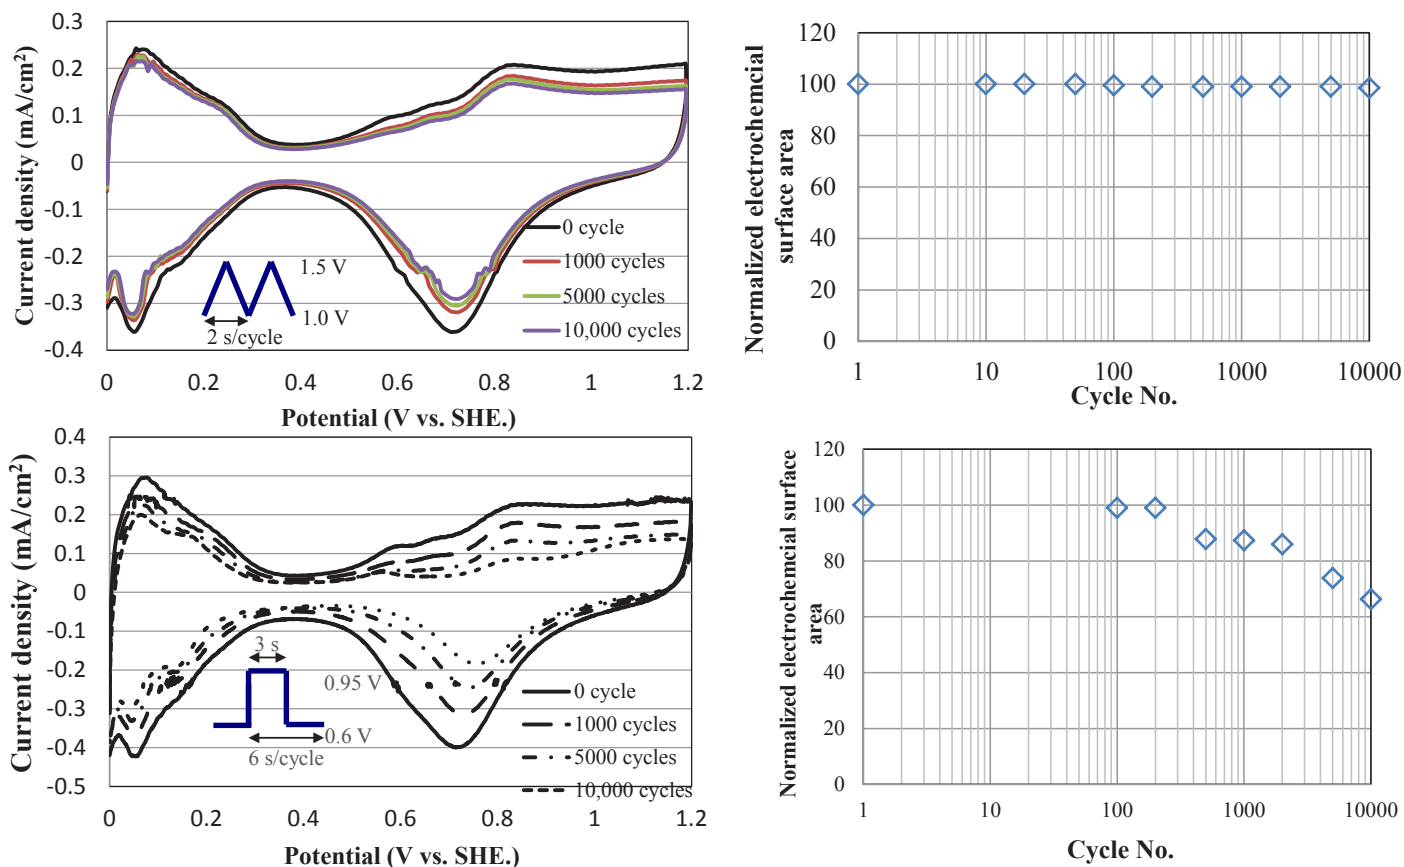 0.3
0.2
0.1
0
-0.1
-0.2
-0.3
-0.4
Current density (mA/cm2)
0
0.2
0.4
0.6
0.8
1
1.2
Potential (V vs. SHE.)
0 cycle
1000 cycles
5000 cycles
10,000 cycles
1.5 V
1.0 V
2 s/cycle
120
100
80
60
40
20
0
Normalized electrochemcial
surface area
1
10
100
1000
10000
Cycle No.
0.4
0.3
0.2
0.1
0
-0.1
-0.2
-0.3
-0.4
-0.5
Current density (mA/cm2)
0
0.2
0.4
0.6
0.8
1
1.2
Potential (V vs. SHE.)
3 s
0.95 V
0.6 V
6 s/cycle
0 cycle
1000 cycles
5000 cycles
10,000 cycles
120
100
80
60
40
20
0
Normalized electrochemcial surface
area
1
10
100
1000
10000
Cycle No.